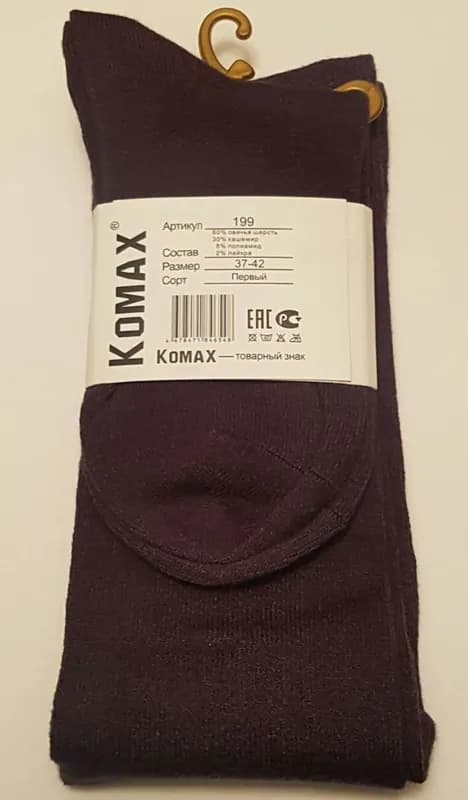 KOMAX®
Артикул 199
60% овечья шерсть
30% кашемир
8% полиамид
Состав 2% лайкра
Размер 37-42
Сорт Первый
EAC
KOMAX — товарный знак